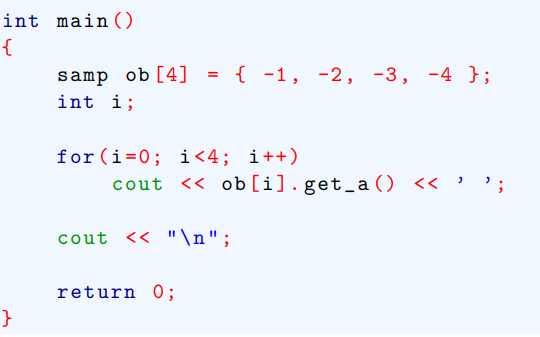 int main()
{
    samp ob[4] = { -1, -2, -3, -4 };
    int i;

    for(i=0; i<4; i++)
        cout << ob[i].get_a() << ’ ’;

    cout << "\n";

    return 0;
}